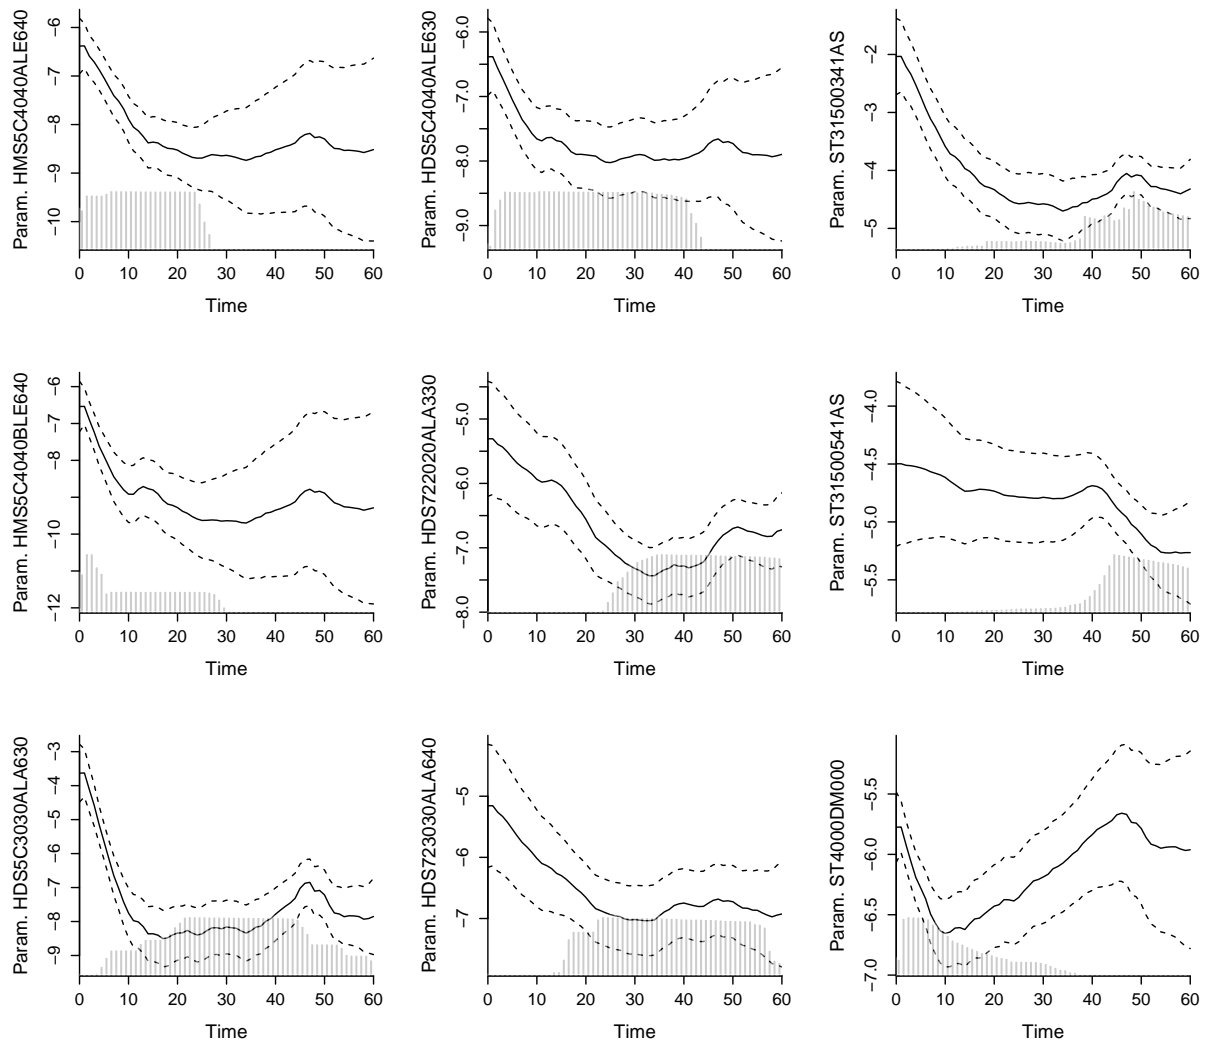 Param. HMS5C4040ALE640
−6
−7
−8
−9
−10
0 10 20 30 40 50 60
Time
Param. HDS5C4040ALE630
−6.0
−7.0
−8.0
−9.0
0 10 20 30 40 50 60
Time
Param. ST31500341AS
−2
−3
−4
−5
0 10 20 30 40 50 60
Time
Param. HMS5C4040BLE640
−6
−7
−8
−10
−12
0 10 20 30 40 50 60
Time
Param. HDS722020ALA330
−5.0
−6.0
−7.0
−8.0
0 10 20 30 40 50 60
Time
Param. ST31500541AS
−4.0
−4.5
−5.0
−5.5
0 10 20 30 40 50 60
Time
Param. HDS5C3030ALA630
−3
−4
−5
−6
−7
−8
−9
0 10 20 30 40 50 60
Time
Param. HDS723030ALA640
−5
−6
−7
0 10 20 30 40 50 60
Time
Param. ST4000DM000
−5.5
−6.0
−6.5
−7.0
0 10 20 30 40 50 60
Time